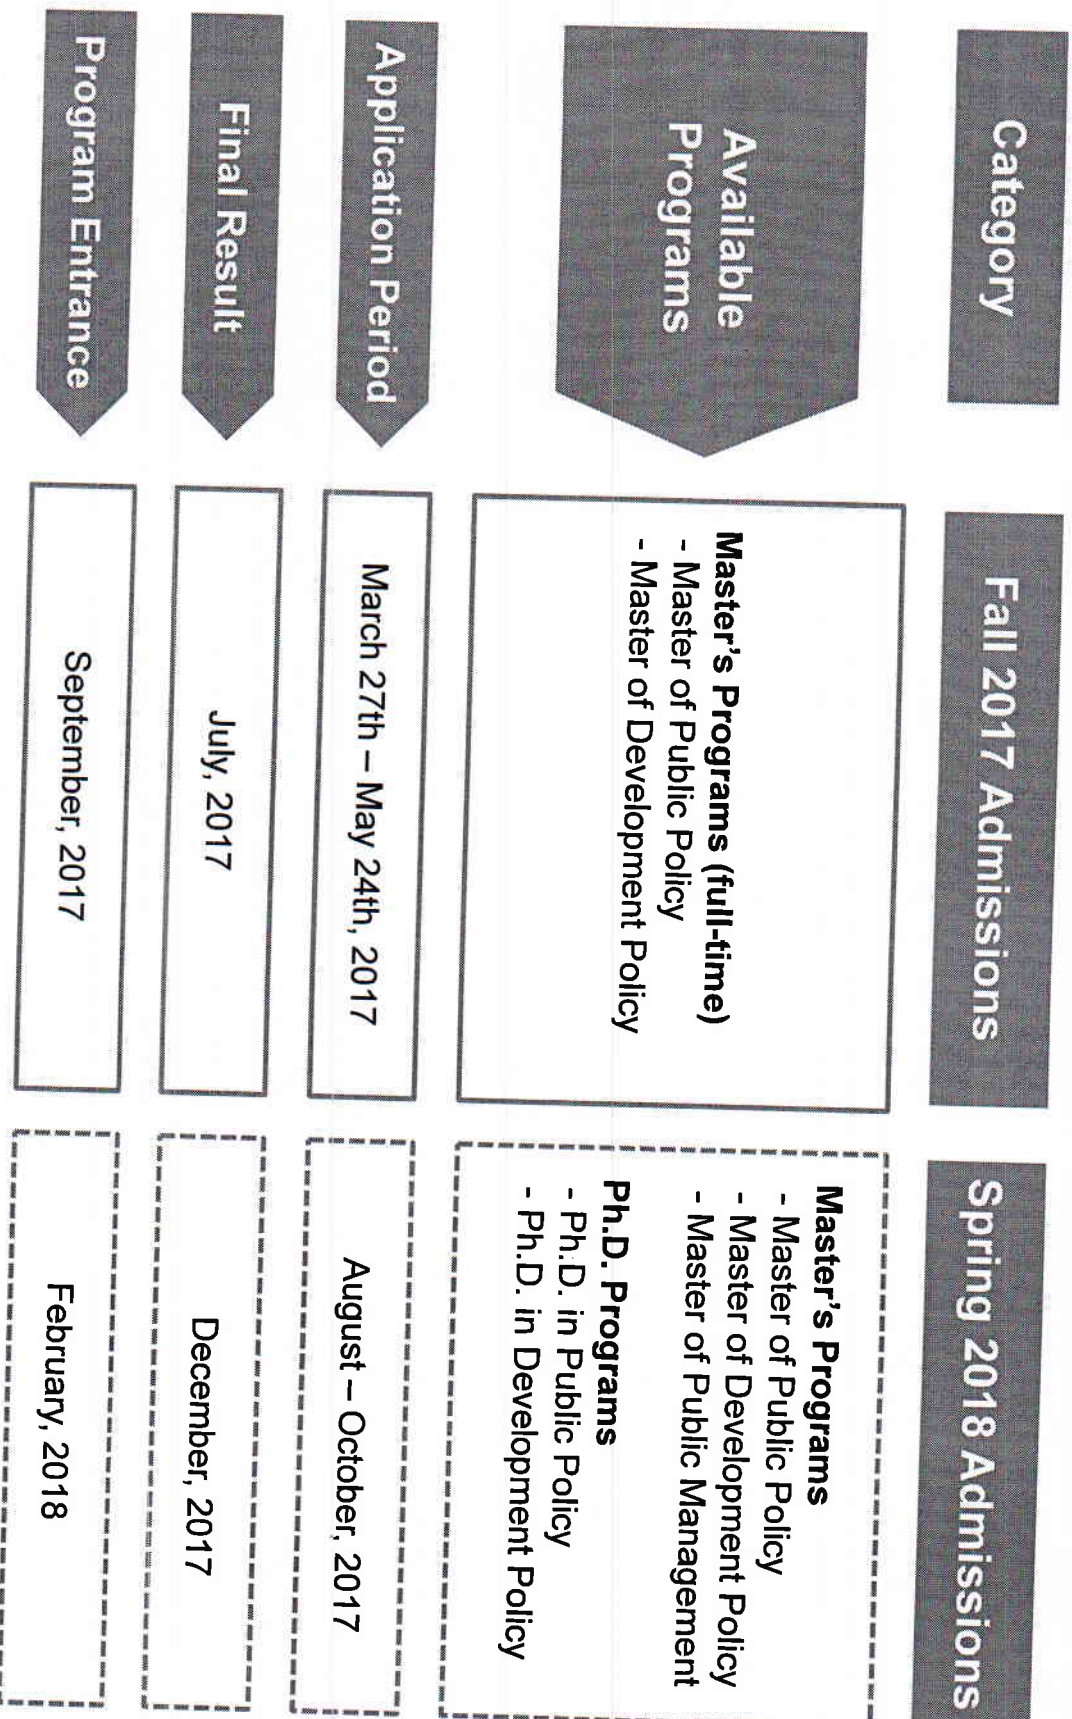 Category
Fall 2017 Admissions
Spring 2018 Admissions
Available
Programs
Master's Programs (full-time)
- Master of Public Policy
- Master of Development Policy
Master's Programs
- Master of Public Policy
- Master of Development Policy
- Master of Public Management
Ph.D. Programs
- Ph.D. in Public Policy
- Ph.D. in Development Policy
Application Period
March 27th – May 24th, 2017
August – October, 2017
Final Result
July, 2017
December, 2017
Program Entrance
September, 2017
February, 2018